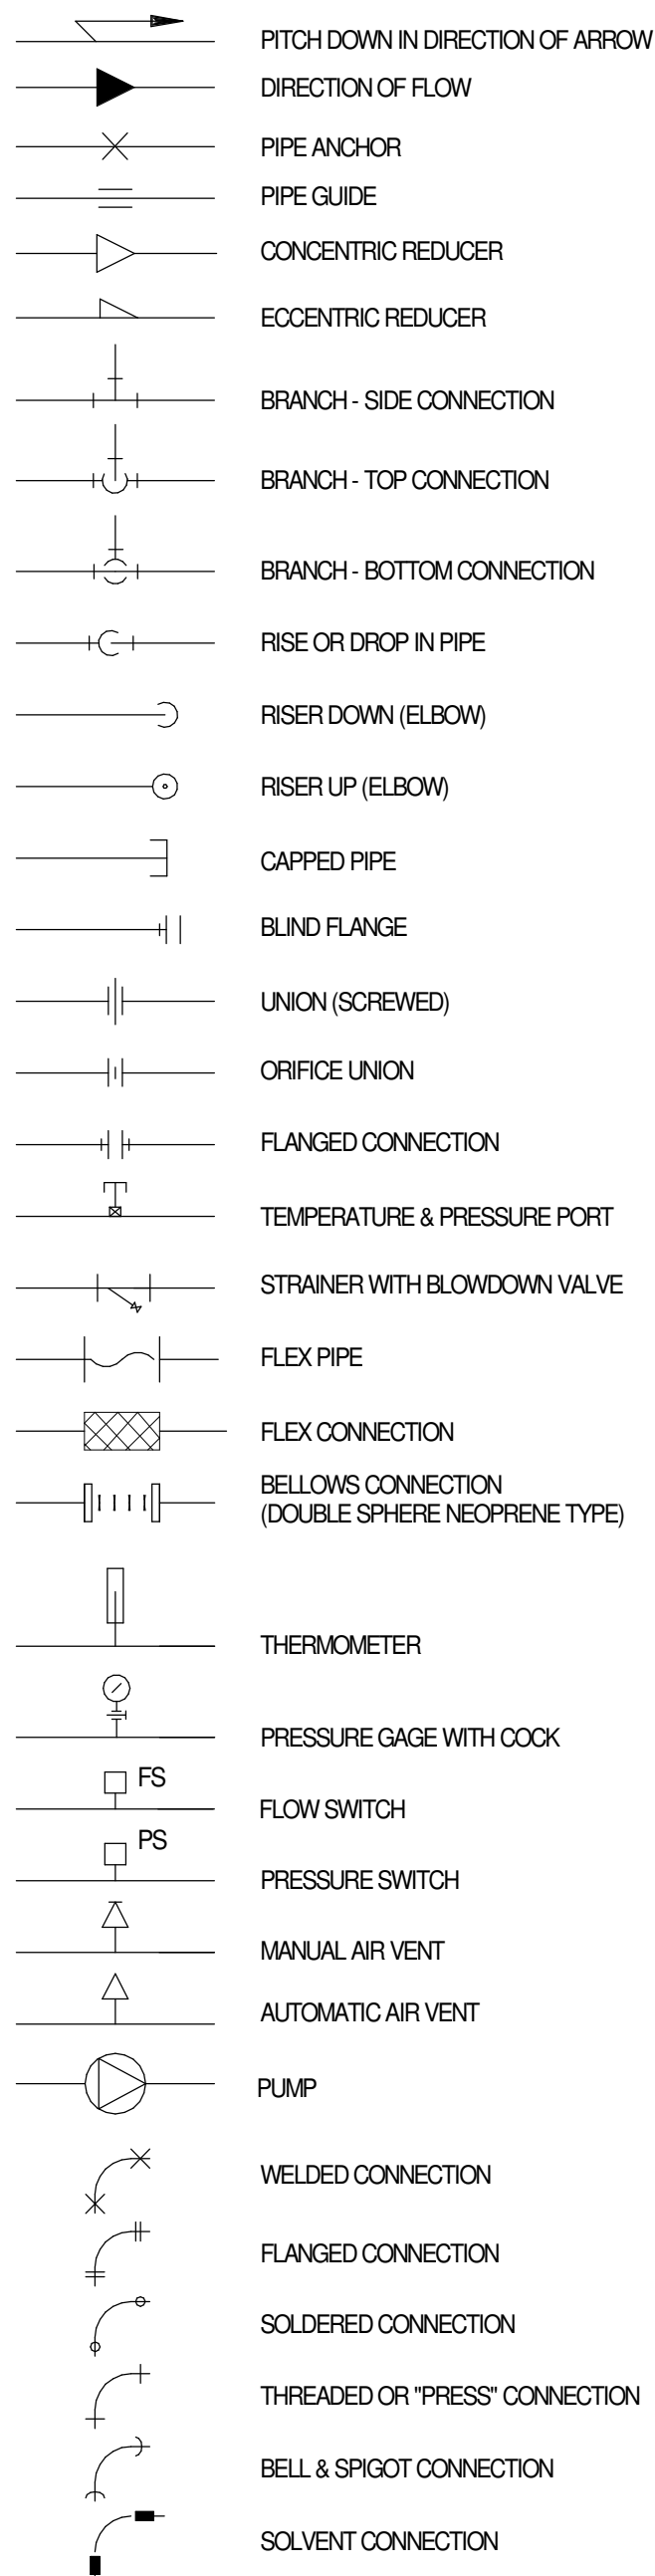 PITCH DOWN IN DIRECTION OF ARROW
DIRECTION OF FLOW
PIPE ANCHOR
PIPE GUIDE
CONCENTRIC REDUCER
ECCENTRIC REDUCER
BRANCH - SIDE CONNECTION
BRANCH - TOP CONNECTION
BRANCH - BOTTOM CONNECTION
RISE OR DROP IN PIPE
RISER DOWN (ELBOW)
RISER UP (ELBOW)
CAPPED PIPE
BLIND FLANGE
UNION (SCREWED)
ORIFICE UNION
FLANGED CONNECTION
TEMPERATURE & PRESSURE PORT
STRAINER WITH BLOWDOWN VALVE
FLEX PIPE
FLEX CONNECTION
BELLOWS CONNECTION
(DOUBLE SPHERE NEOPRENE TYPE)
THERMOMETER
PRESSURE GAGE WITH COCK
FS
FLOW SWITCH
PS
PRESSURE SWITCH
MANUAL AIR VENT
AUTOMATIC AIR VENT
PUMP
WELDED CONNECTION
FLANGED CONNECTION
SOLDERED CONNECTION
THREADED OR "PRESS" CONNECTION
BELL & SPIGOT CONNECTION
SOLVENT CONNECTION